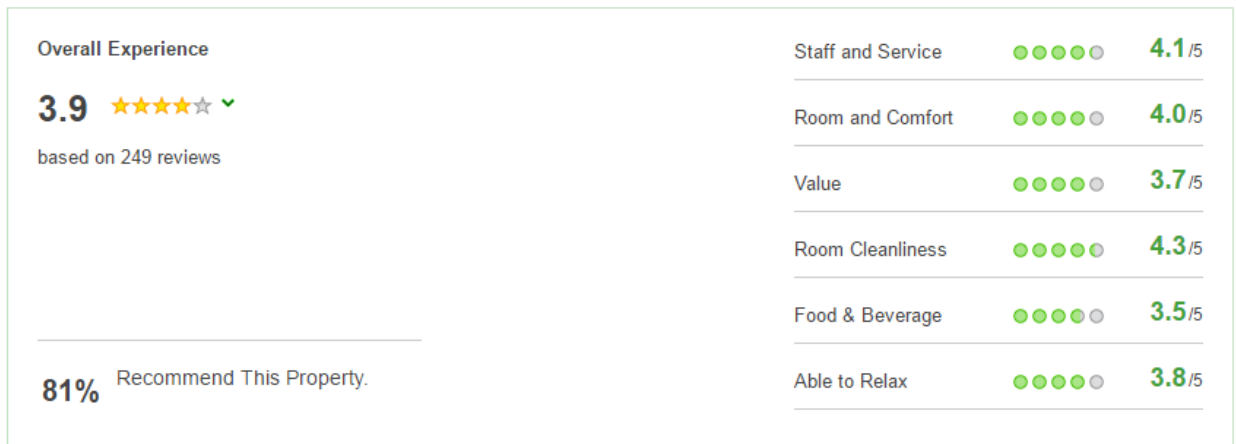 Overall Experience
3.9
based on 249 reviews
81% Recommend This Property.
Staff and Service 4.1/5
Room and Comfort 4.0/5
Value 3.7/5
Room Cleanliness 4.3/5
Food & Beverage 3.5/5
Able to Relax 3.8/5